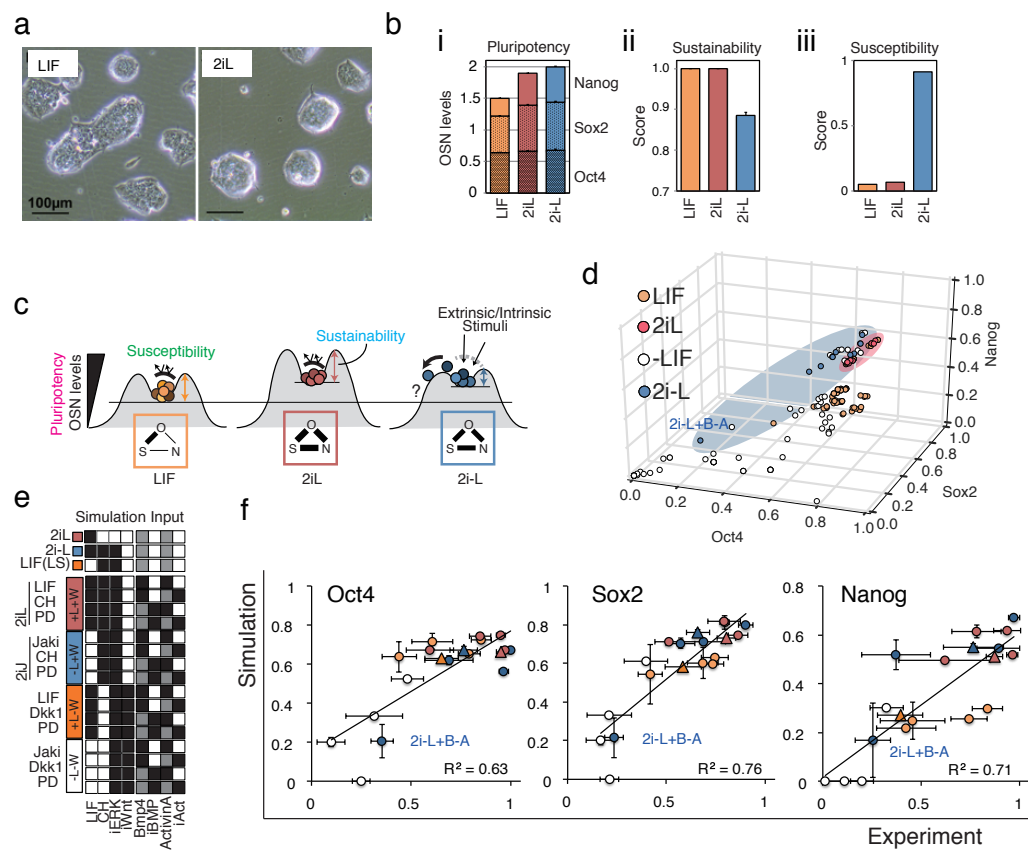 a
LIF
2iL
100μm
b
i
Pluripotency
OSN levels
2
1.5
1
0.5
0
Nanog
Sox2
Oct4
LIF
2iL
2i-L
ii
Sustainability
Score
1.0
0.9
0.8
0.7
LIF
2iL
2i-L
iii
Susceptibility
Score
1
0.5
0
LIF
2iL
2i-L
c
Pluripotency
OSN levels
Susceptibility
Sustainability
Extrinsic/Intrinsic
Stimuli
?
O
S N
LIF
O
S N
2iL
O
S N
2i-L
d
LIF
2iL
-LIF
2i-L
2i-L+B-A
Nanog
1.0
0.8
0.6
0.4
0.2
0.0
Sox2
1.0
0.8
0.6
0.4
0.2
0.0
Oct4
0.0
0.2
0.4
0.6
0.8
1.0
e
Simulation Input
2iL
2i-L
LIF(LS)
2iL
LIF
CH
PD
+L+W
2iJ
Jaki
CH
PD
-L+W
LIF
Dkk1
PD
+L-W
Jaki
Dkk1
PD
-L-W
LIF
CH
iERK
iWnt
Bmp4
iBMP
ActivinA
iAct
f
Simulation
Oct4
1
0.8
0.6
0.4
0.2
0
0.5
1
2i-L+B-A
R² = 0.63
Sox2
1
0.8
0.6
0.4
0.2
0
0.5
1
2i-L+B-A
R² = 0.76
Nanog
0.8
0.6
0.4
0.2
0
0.5
1
2i-L+B-A
R² = 0.71
Experiment